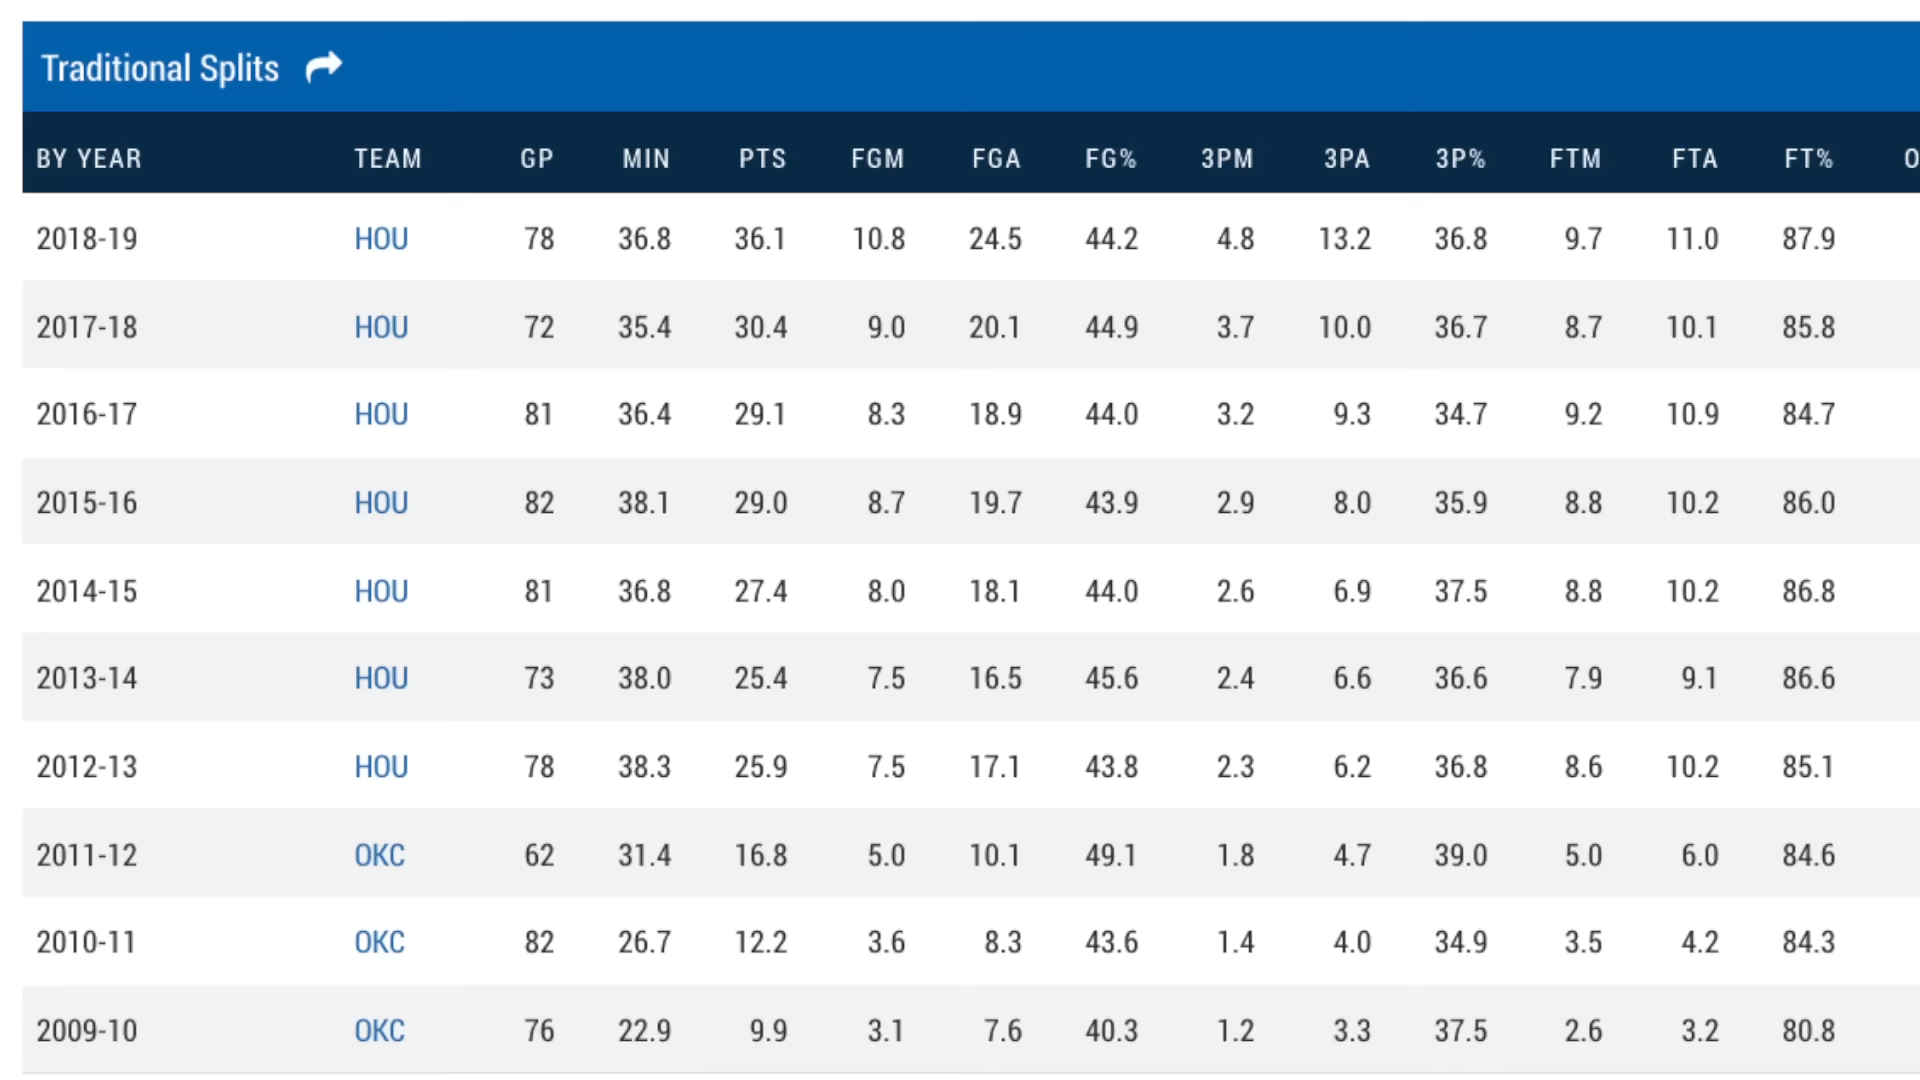 Traditional Splits
BY YEAR TEAM GP MIN PTS FGM FGA FG% 3PM 3PA 3P% FTM FTA FT%
2018-19 HOU 78 36.8 36.1 10.8 24.5 44.2 4.8 13.2 36.8 9.7 11.0 87.9
2017-18 HOU 72 35.4 30.4 9.0 20.1 44.9 3.7 10.0 36.7 8.7 10.1 85.8
2016-17 HOU 81 36.4 29.1 8.3 18.9 44.0 3.2 9.3 34.7 9.2 10.9 84.7
2015-16 HOU 82 38.1 29.0 8.7 19.7 43.9 2.9 8.0 35.9 8.8 10.2 86.0
2014-15 HOU 81 36.8 27.4 8.0 18.1 44.0 2.6 6.9 37.5 8.8 10.2 86.8
2013-14 HOU 73 38.0 25.4 7.5 16.5 45.6 2.4 6.6 36.6 7.9 9.1 86.6
2012-13 HOU 78 38.3 25.9 7.5 17.1 43.8 2.3 6.2 36.8 8.6 10.2 85.1
2011-12 OKC 62 31.4 16.8 5.0 10.1 49.1 1.8 4.7 39.0 5.0 6.0 84.6
2010-11 OKC 82 26.7 12.2 3.6 8.3 43.6 1.4 4.0 34.9 3.5 4.2 84.3
2009-10 OKC 76 22.9 9.9 3.1 7.6 40.3 1.2 3.3 37.5 2.6 3.2 80.8